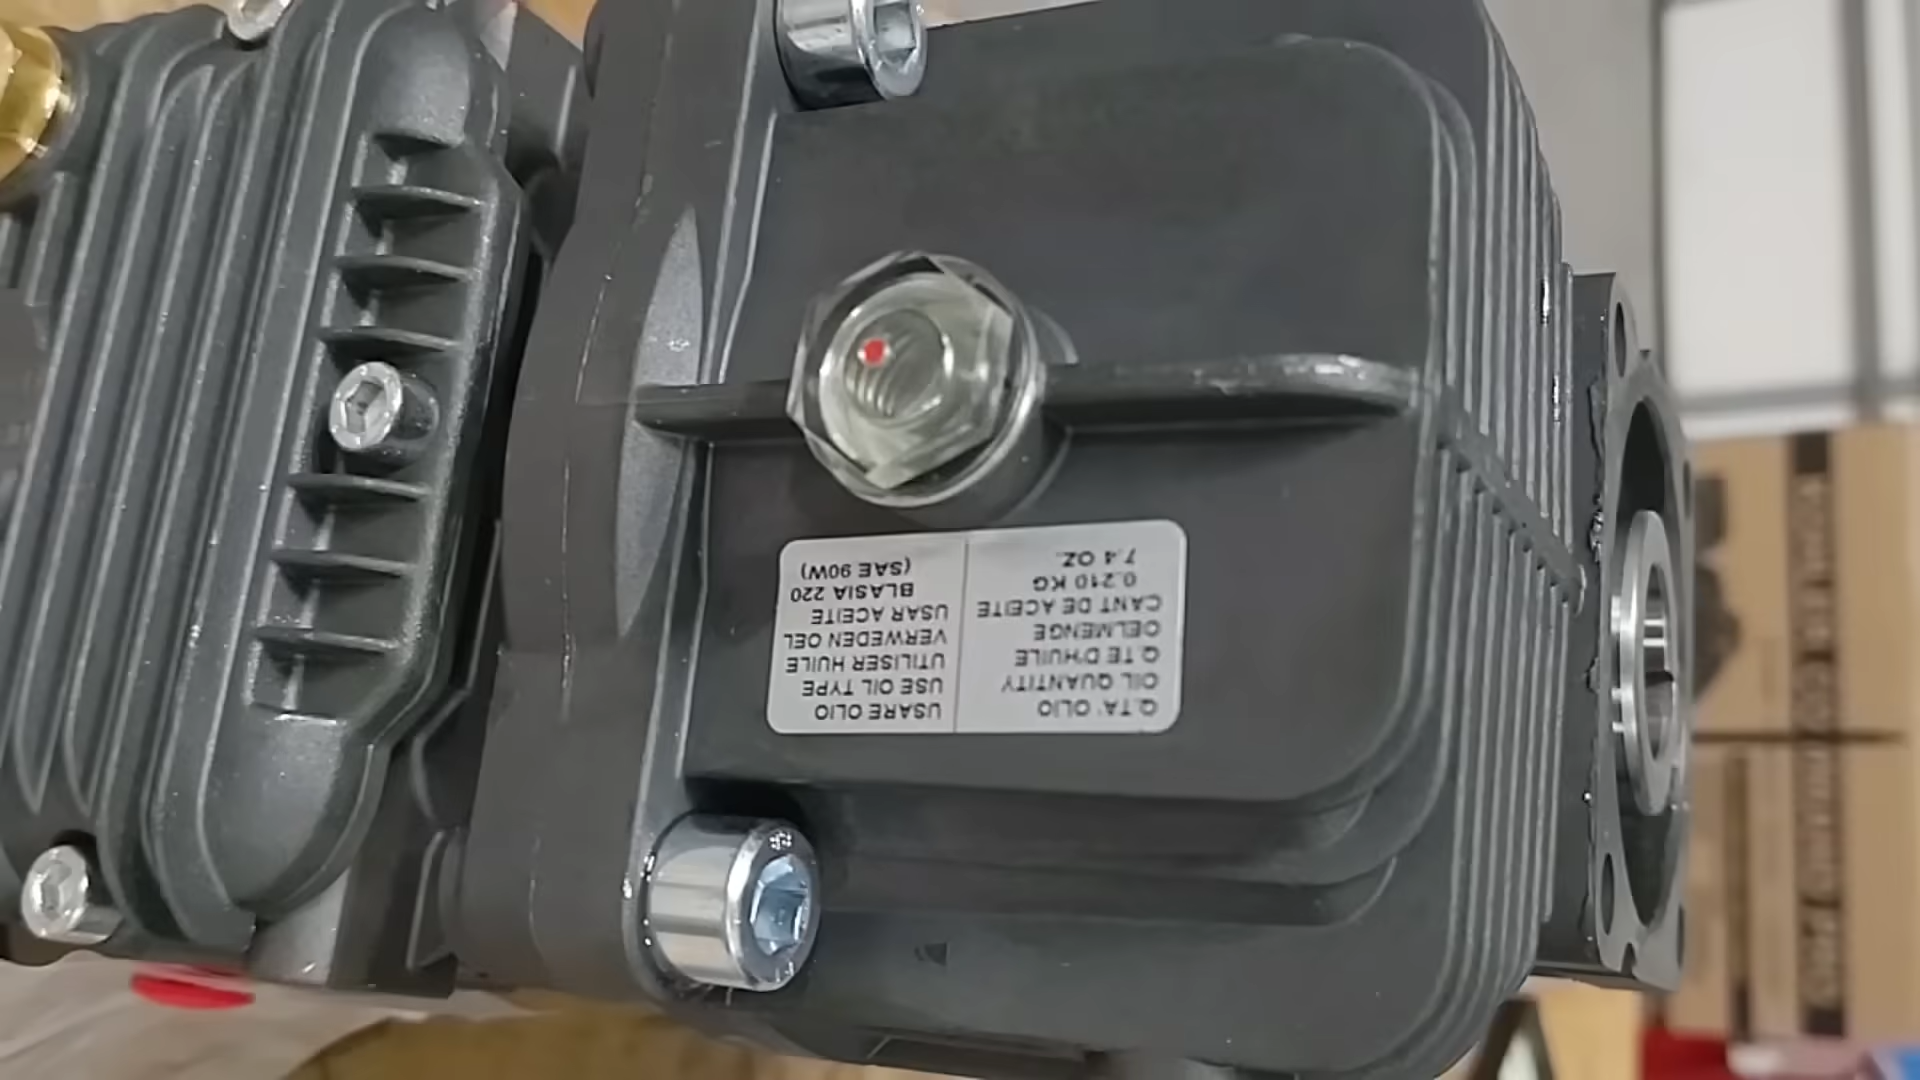 Q.TA' OLIO
OIL QUANTITY
Q.TE D'HUILE
OELMENGE
CANT DE ACEITE
0.210 KG
7.4 OZ.
USARE OLIO
USE OIL TYPE
UTILISER HUILE
VERWEDEN OEL
USAR ACEITE
BLASIA 220
(SAE 90W)